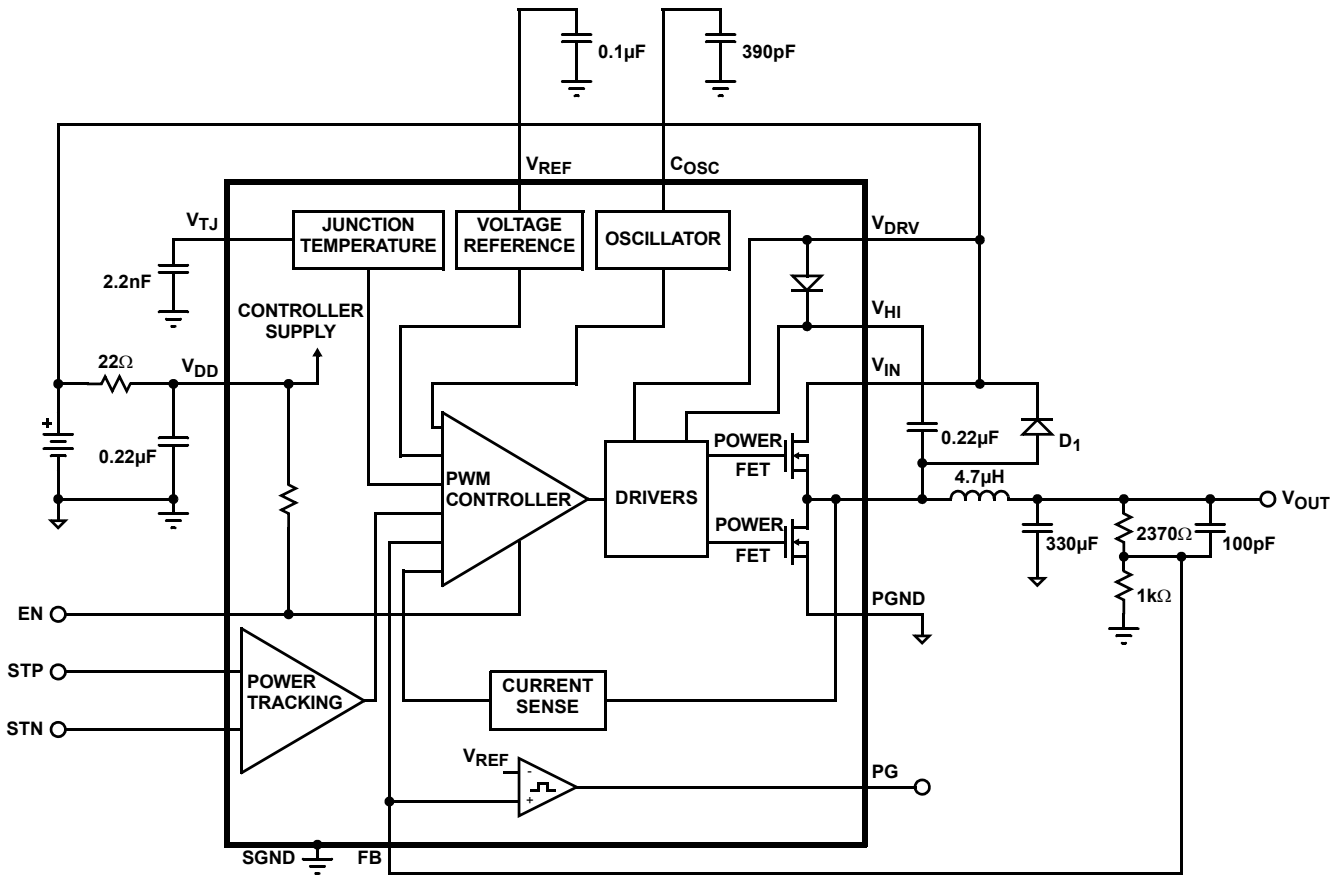 0.1µF
390pF
VREF
COSC
VTJ
JUNCTION
TEMPERATURE
VOLTAGE
REFERENCE
OSCILLATOR
VDRV
2.2nF
CONTROLLER
SUPPLY
VHI
22Ω
VDD
VIN
+
0.22µF
0.22µF
D1
POWER
FET
PWM
CONTROLLER
DRIVERS
4.7µH
VOUT
POWER
FET
330µF
2370Ω
100pF
1kΩ
EN
PGND
STP
POWER
TRACKING
CURRENT
SENSE
STN
VREF
-
+
PG
SGND
FB